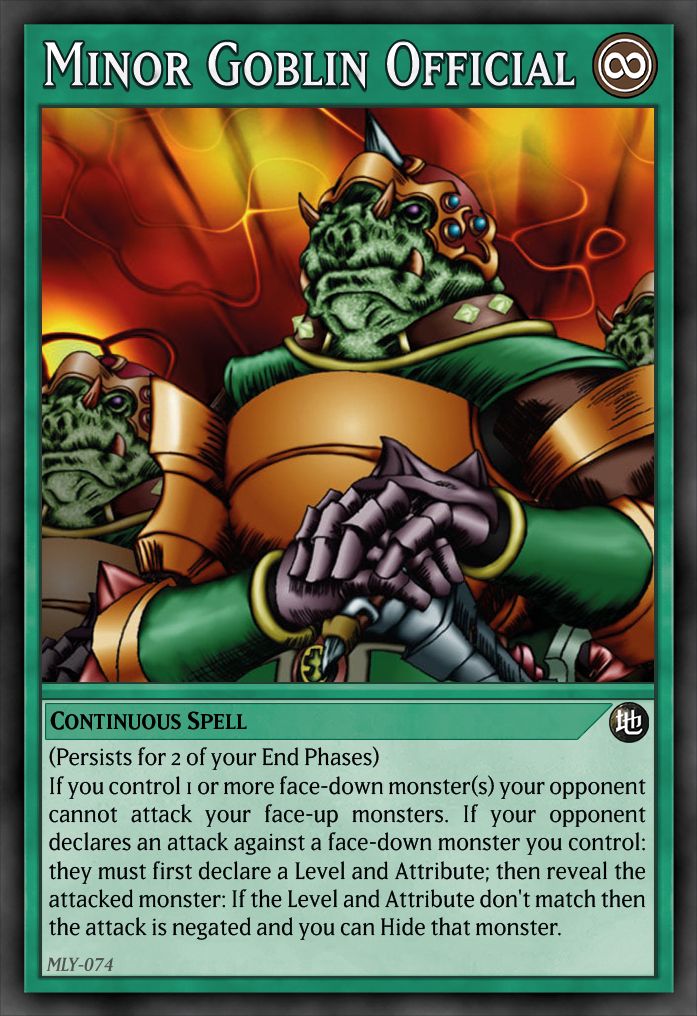 Minor Goblin Official
Continuous Spell
(Persists for 2 of your End Phases)
If you control 1 or more face-down monster(s) your opponent
cannot attack your face-up monsters. If your opponent
declares an attack against a face-down monster you control:
they must first declare a Level and Attribute; then reveal the
attacked monster: If the Level and Attribute don't match then
the attack is negated and you can Hide that monster.
MLY-074